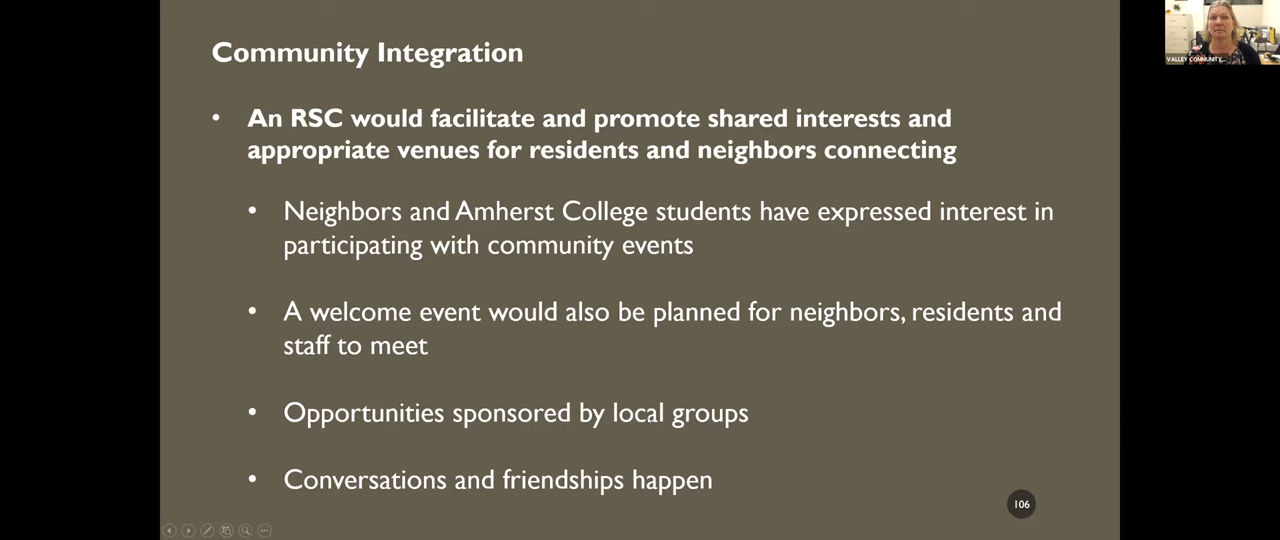 Community Integration
• An RSC would facilitate and promote shared interests and
appropriate venues for residents and neighbors connecting
• Neighbors and Amherst College students have expressed interest in
participating with community events
• A welcome event would also be planned for neighbors, residents and
staff to meet
• Opportunities sponsored by local groups
• Conversations and friendships happen
106
VALLEY COMMUNITY